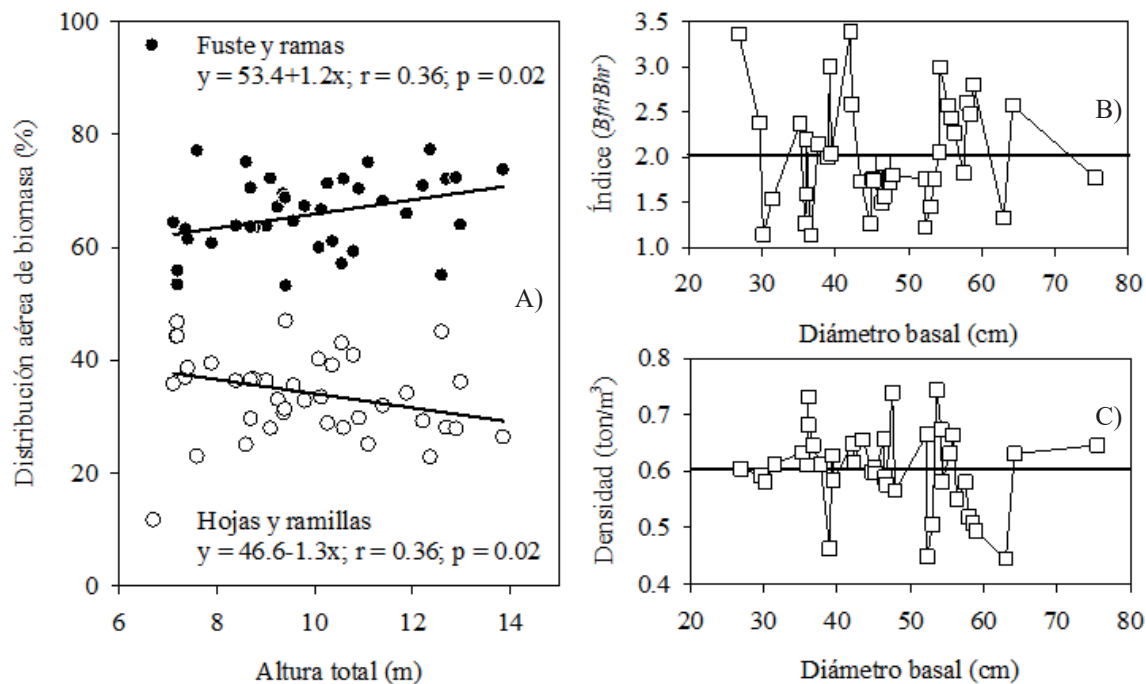 Distribución aérea de biomasa (%)
100
80
60
40
20
0
Fuste y ramas
y = 53.4+1.2x; r = 0.36; p = 0.02
A)
Hojas y ramillas
y = 46.6-1.3x; r = 0.36; p = 0.02
6 8 10 12 14
Altura total (m)
Índice (Bfr/Bhr)
3.5
3.0
2.5
2.0
1.5
1.0
B)
20 30 40 50 60 70 80
Diámetro basal (cm)
Densidad (ton/m³)
0.8
0.7
0.6
0.5
0.4
C)
20 30 40 50 60 70 80
Diámetro basal (cm)